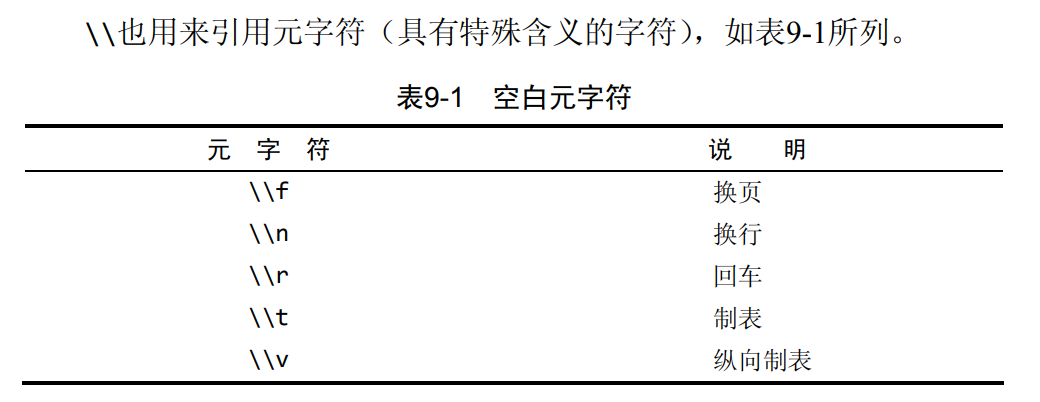 \\也用来引用元字符（具有特殊含义的字符），如表9-1所列。
表9-1 空白元字符
元 字 符 说 明
\\f 换页
\\n 换行
\\r 回车
\\t 制表
\\v 纵向制表